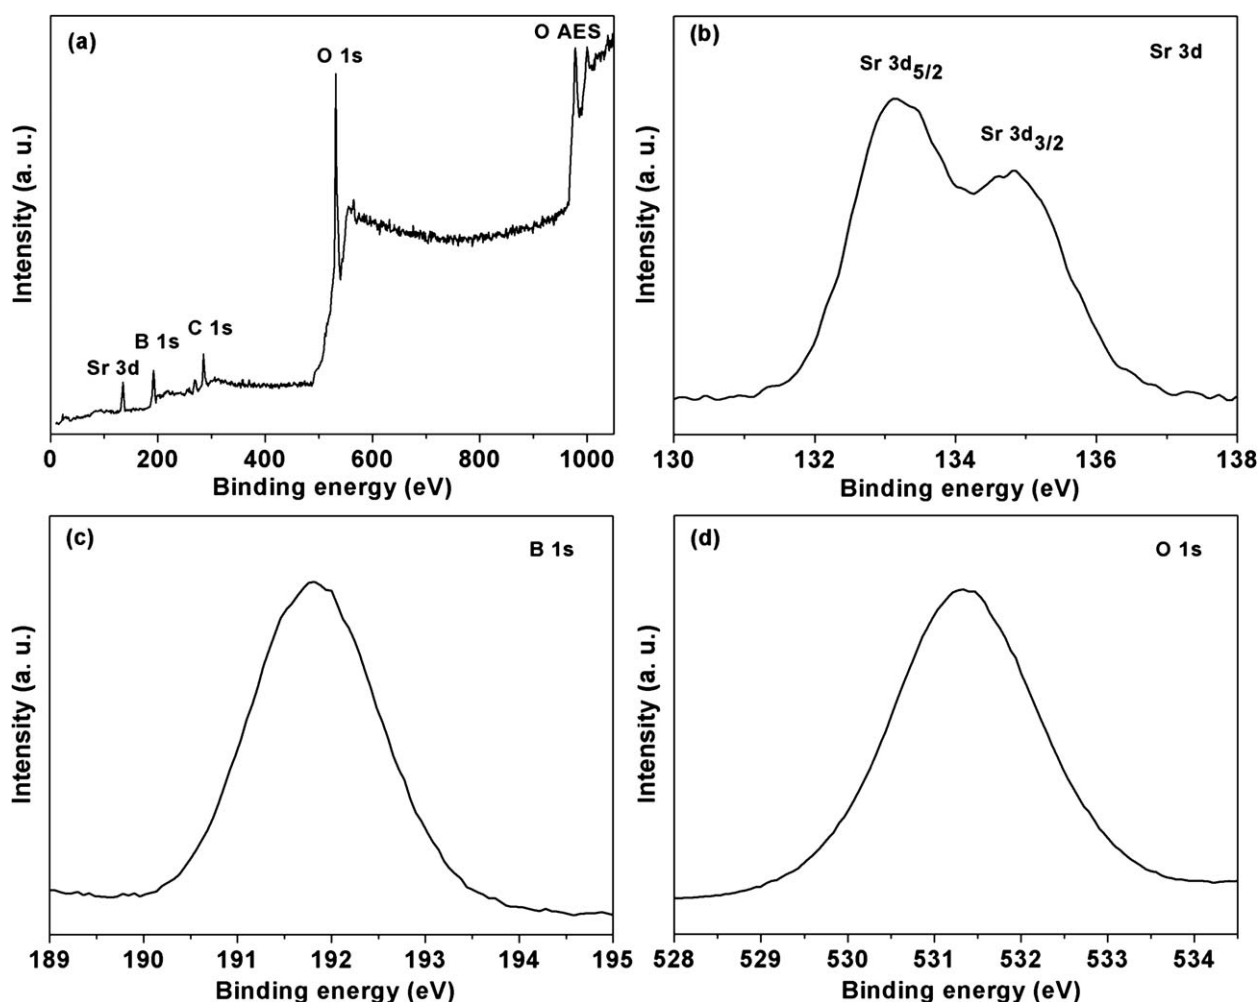 (a)
O 1s
O AES
Sr 3d
B 1s
C 1s
Intensity (a. u.)
0 200 400 600 800 1000
Binding energy (eV)
(b)
Sr 3d
Sr 3d5/2
Sr 3d3/2
Intensity (a. u.)
130 132 134 136 138
Binding energy (eV)
(c)
B 1s
Intensity (a. u.)
189 190 191 192 193 194 195
Binding energy (eV)
(d)
O 1s
Intensity (a. u.)
528 529 530 531 532 533 534
Binding energy (eV)